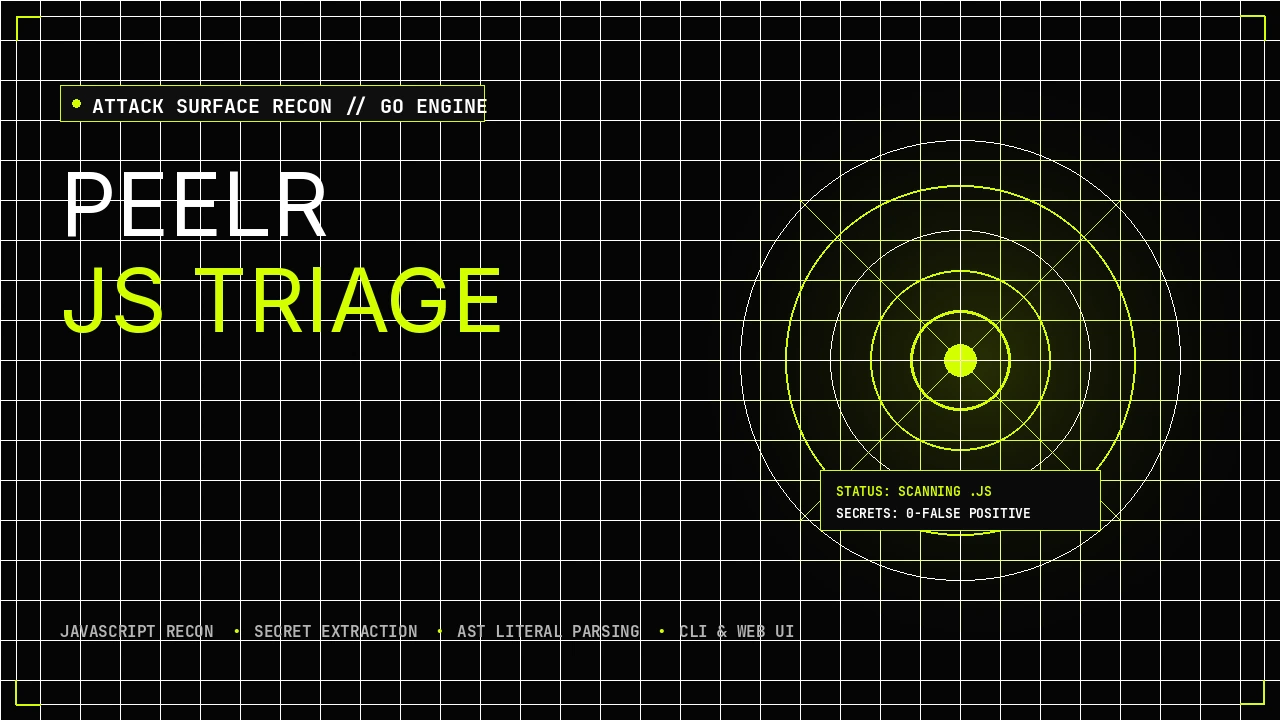 ATTACK SURFACE RECON // GO ENGINE
PEELR
JS TRIAGE
STATUS: SCANNING .JS
SECRETS: 0-FALSE POSITIVE
JAVASCRIPT RECON • SECRET EXTRACTION • AST LITERAL PARSING • CLI & WEB UI